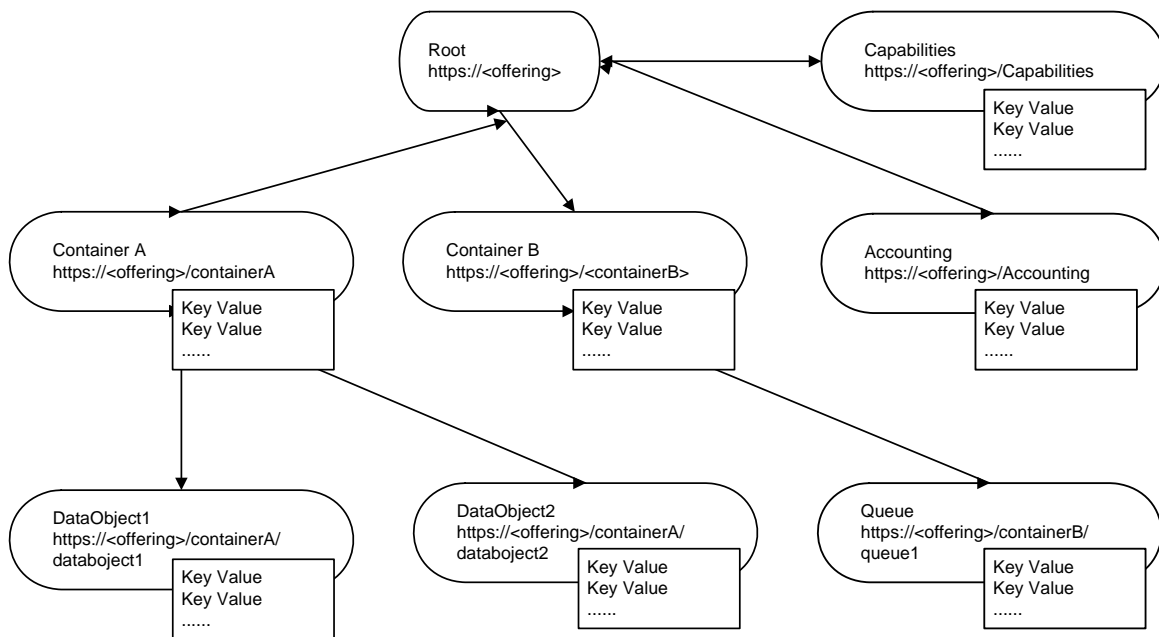 Root
https://<offering>
Capabilities
https://<offering>/Capabilities
Key Value
Key Value
......
Container A
https://<offering>/containerA
Key Value
Key Value
......
Container B
https://<offering>/<containerB>
Key Value
Key Value
......
Accounting
https://<offering>/Accounting
Key Value
Key Value
......
DataObject1
https://<offering>/containerA/
databoject1
Key Value
Key Value
......
DataObject2
https://<offering>/containerA/
databoject2
Key Value
Key Value
......
Queue
https://<offering>/containerB/
queue1
Key Value
Key Value
......